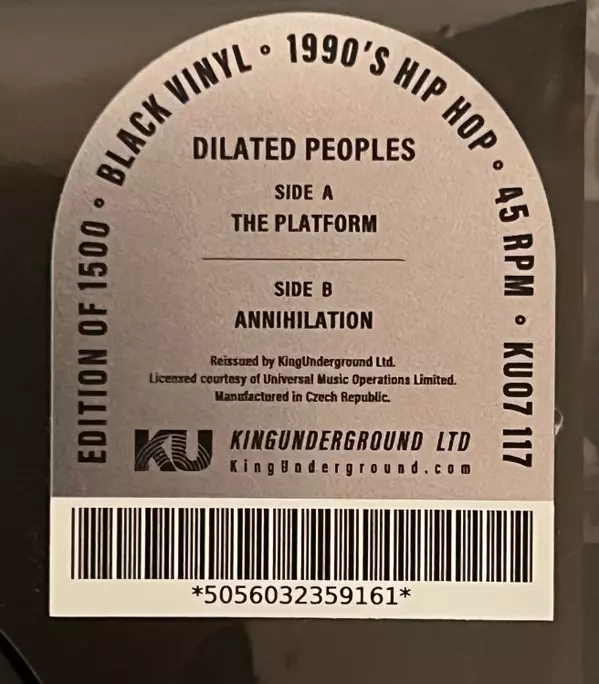 EDITION OF 1500 • BLACK VINYL • 1990'S HIP HOP • 45 RPM • KU07 117
DILATED PEOPLES
SIDE A
THE PLATFORM
SIDE B
ANNIHILATION
Reissued by KingUnderground Ltd.
Licensed courtesy of Universal Music Operations Limited.
Manufactured in Czech Republic.
KU
KINGUNDERGROUND LTD
KingUnderground.com
*5056032359161*